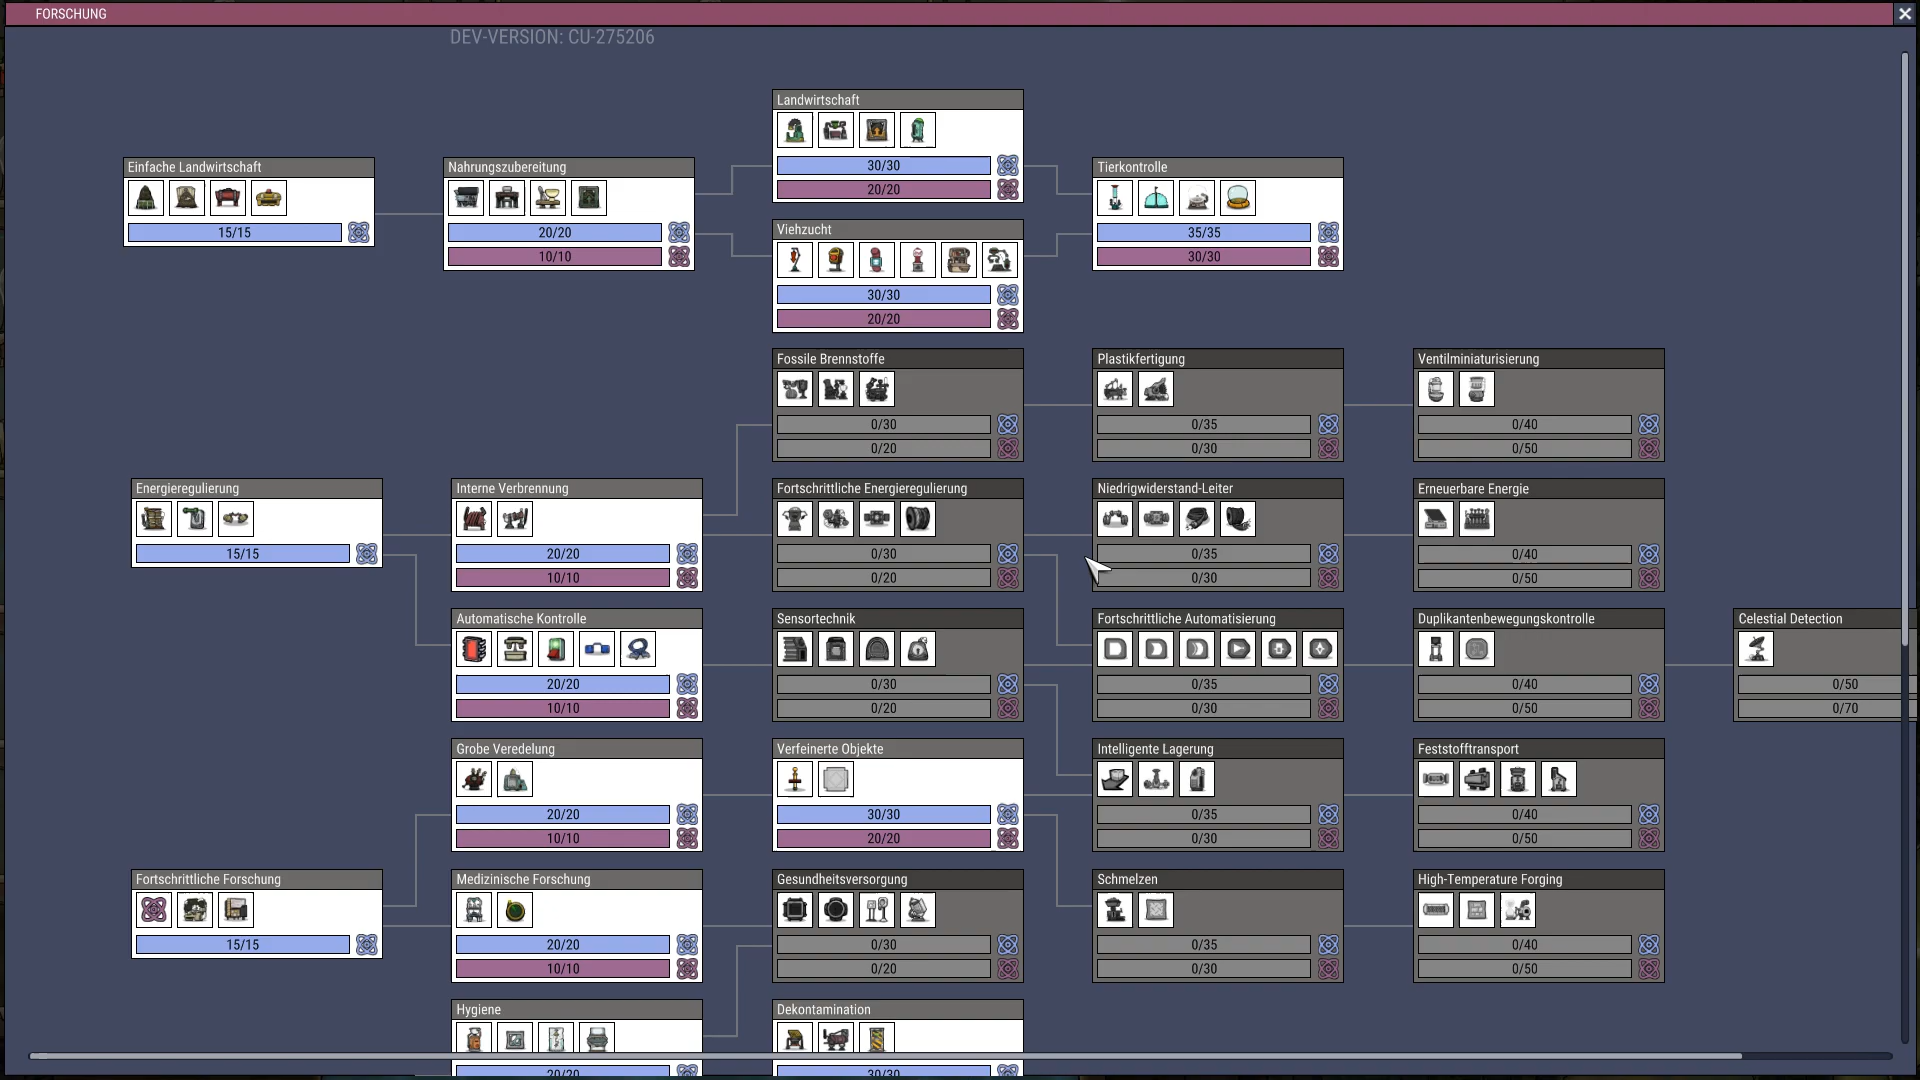 FORSCHUNG
DEV-VERSION: CU-275206
Landwirtschaft
30/30
20/20
Einfache Landwirtschaft
15/15
Nahrungszubereitung
20/20
10/10
Tierkontrolle
35/35
30/30
Viehzucht
30/30
20/20
Fossile Brennstoffe
0/30
0/20
Plastikfertigung
0/35
0/30
Ventilminiaturisierung
0/40
0/50
Energieregulierung
15/15
Interne Verbrennung
20/20
10/10
Fortschrittliche Energieregulierung
0/30
0/20
Niedrigwiderstand-Leiter
0/35
0/30
Erneuerbare Energie
0/40
0/50
Automatische Kontrolle
20/20
10/10
Sensortechnik
0/30
0/20
Fortschrittliche Automatisierung
0/35
0/30
Duplikantenbewegungskontrolle
0/40
0/50
Celestial Detection
0/50
0/70
Grobe Veredelung
20/20
10/10
Verfeinerte Objekte
30/30
20/20
Intelligente Lagerung
0/35
0/30
Feststofftransport
0/40
0/50
Fortschrittliche Forschung
15/15
Medizinische Forschung
20/20
10/10
Gesundheitsversorgung
0/30
0/20
Schmelzen
0/35
0/30
High-Temperature Forging
0/40
0/50
Hygiene
20/20
Dekontamination
30/30